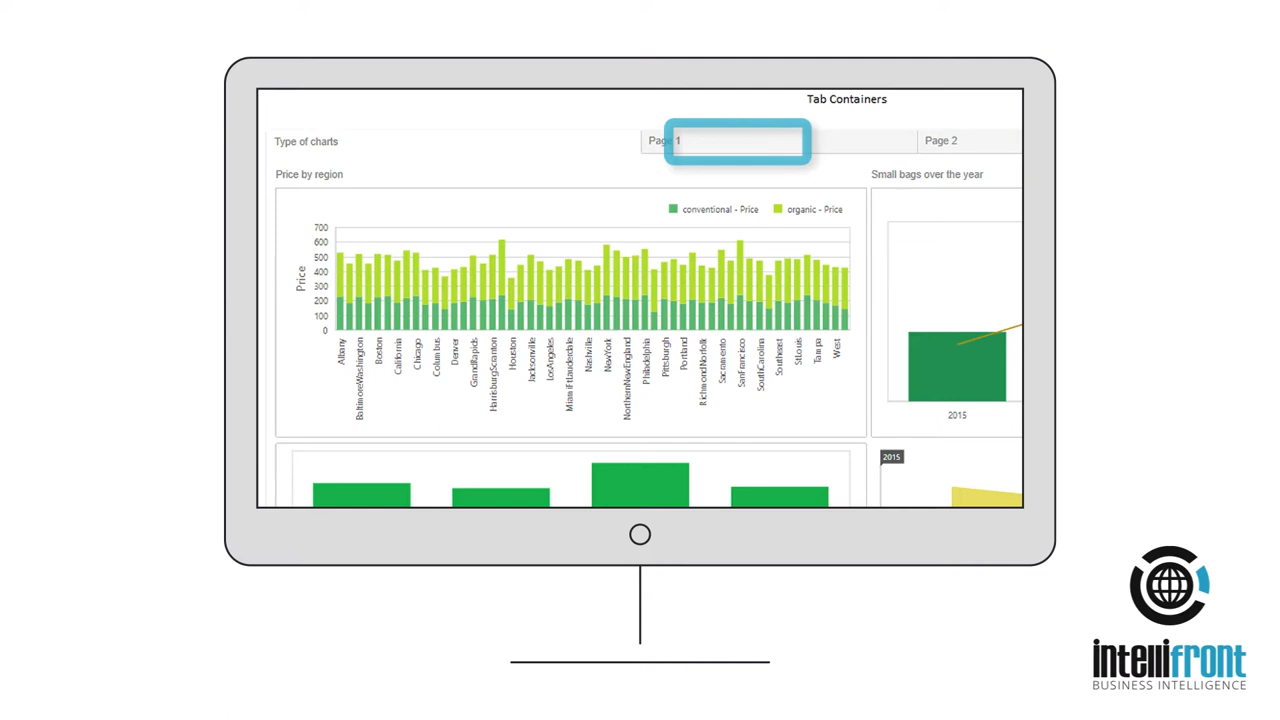 Tab Containers
Type of charts
Page 1
Page 2
Price by region
Small bags over the year
conventional - Price
organic - Price
Price
700
600
500
400
300
200
100
0
Albany
BaltimoreWashington
Boston
California
Chicago
Columbus
Denver
GrandRapids
HarrisburgScranton
Houston
Jacksonville
LosAngeles
MiamiFtLauderdale
Nashville
NewYork
NorthernNewEngland
Philadelphia
Pittsburgh
Portland
RichmondNorfolk
Sacramento
SanFrancisco
SouthCarolina
Southeast
StLouis
Tampa
West
2015
2015
intellifront
BUSINESS INTELLIGENCE